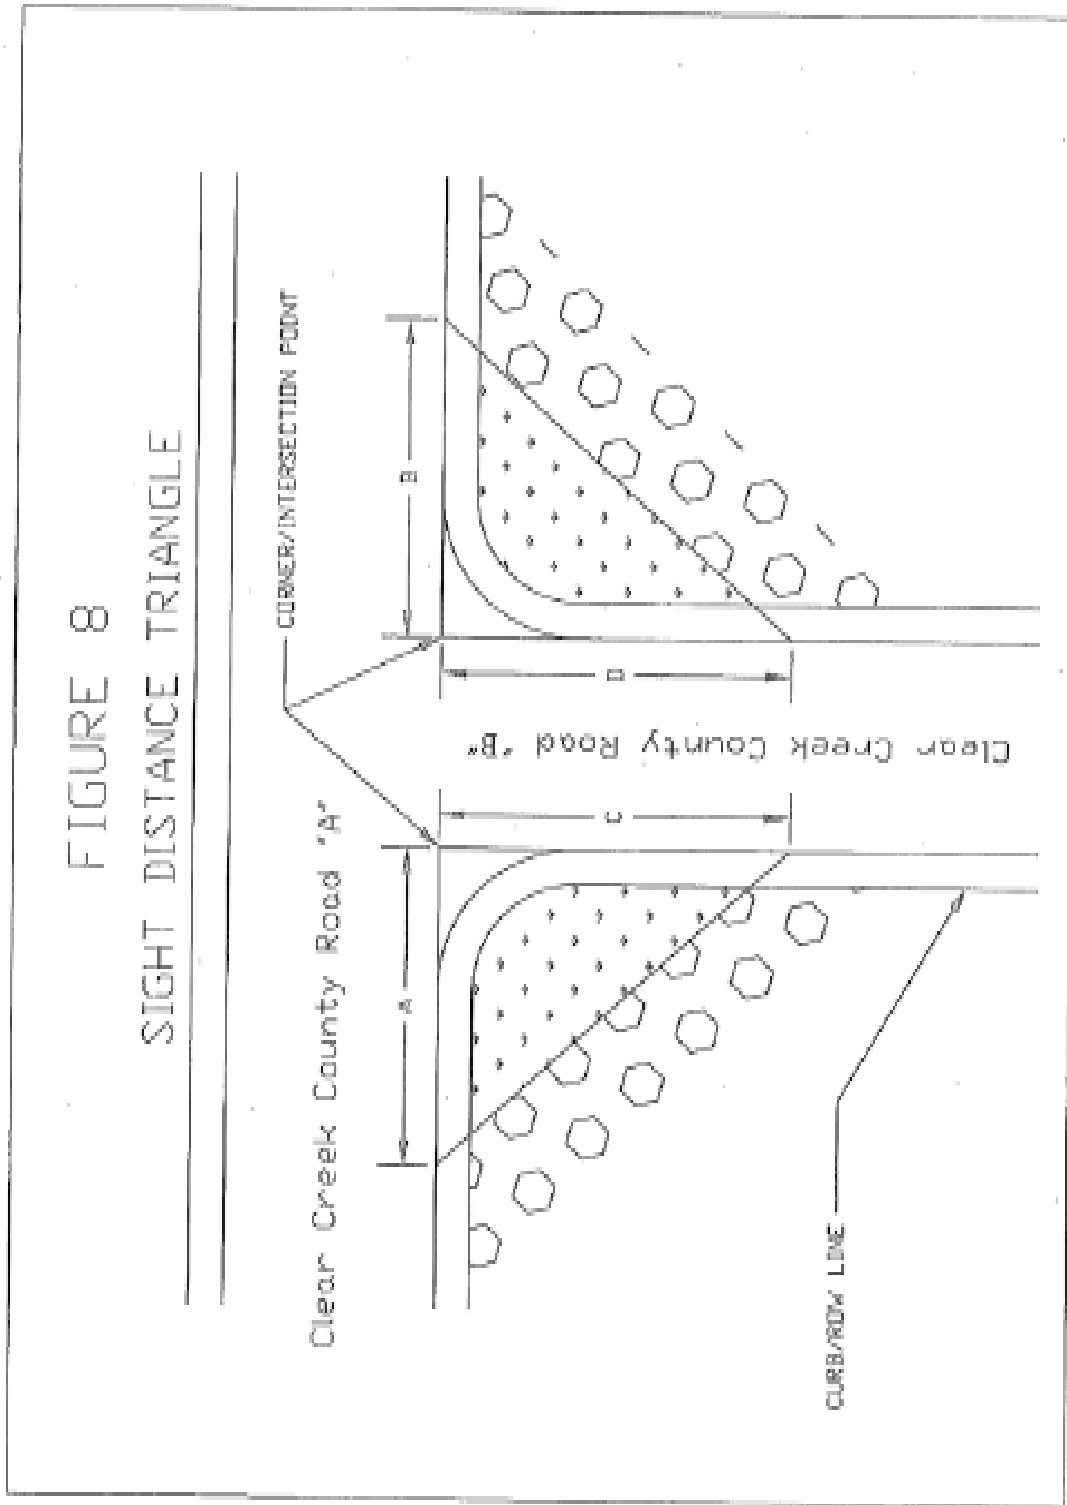 FIGURE 8
SIGHT DISTANCE TRIANGLE
CORNER/INTERSECTION POINT
Clear Creek County Road "A"
A
B
C
D
Clear Creek County Road "B"
CURB/ROW LINE